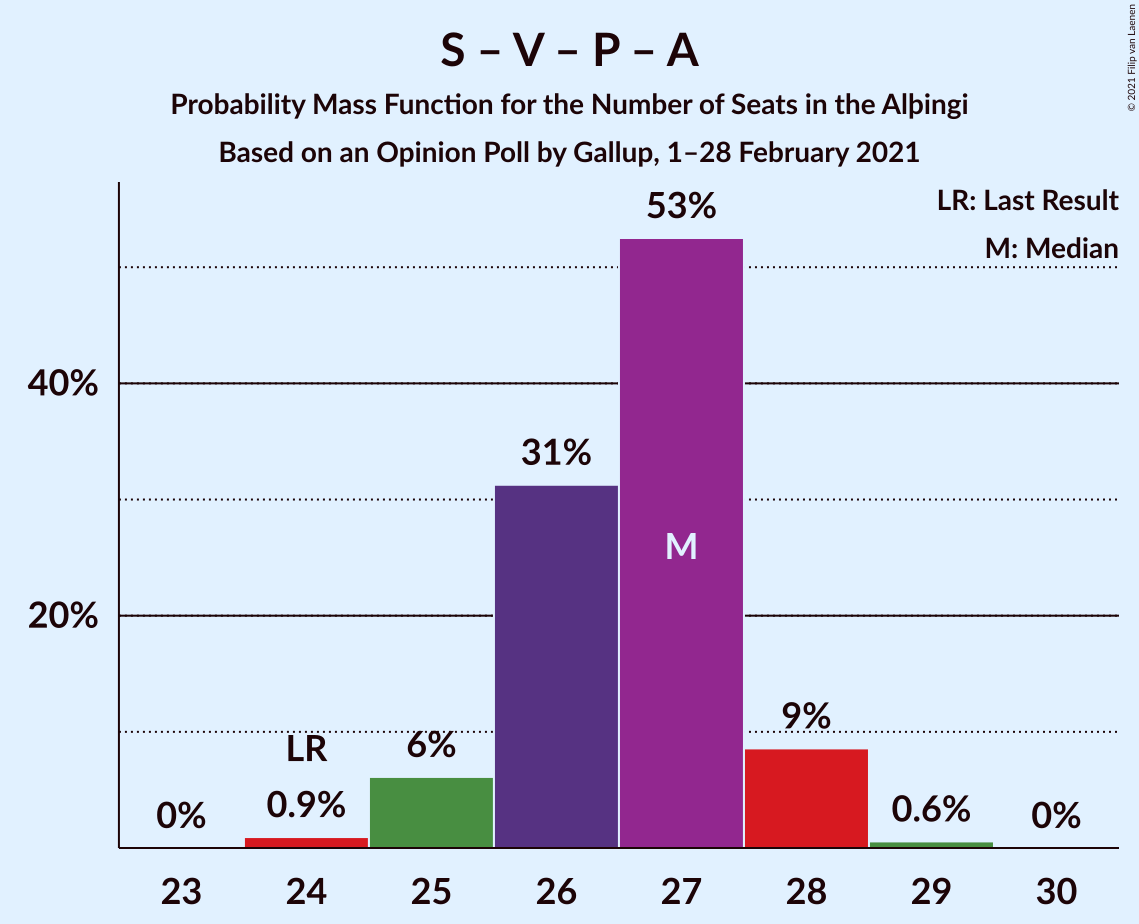 S – V – P – A
Probability Mass Function for the Number of Seats in the Alþingi
Based on an Opinion Poll by Gallup, 1–28 February 2021
© 2021 Filip van Laenen
LR: Last Result
M: Median
53%
40%
31%
M
20%
9%
LR
6%
0%
0.9%
0.6%
0%
23
24
25
26
27
28
29
30